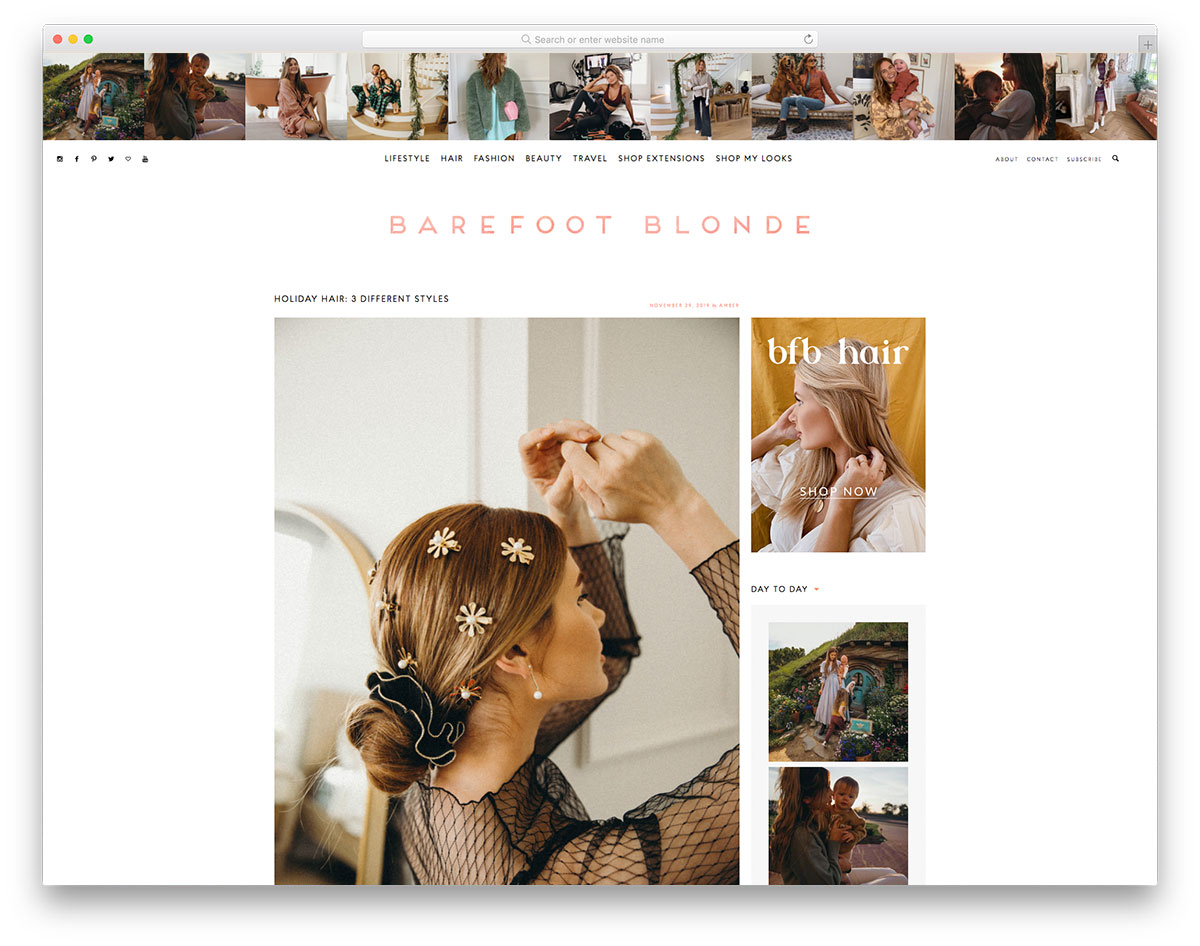 Search or enter website name
LIFESTYLE HAIR FASHION BEAUTY TRAVEL SHOP EXTENSIONS SHOP MY LOOKS
ABOUT CONTACT SUBSCRIBE
BAREFOOT BLONDE
HOLIDAY HAIR: 3 DIFFERENT STYLES
NOVEMBER 29, 2019 by AMBER
bfb hair
SHOP NOW
DAY TO DAY